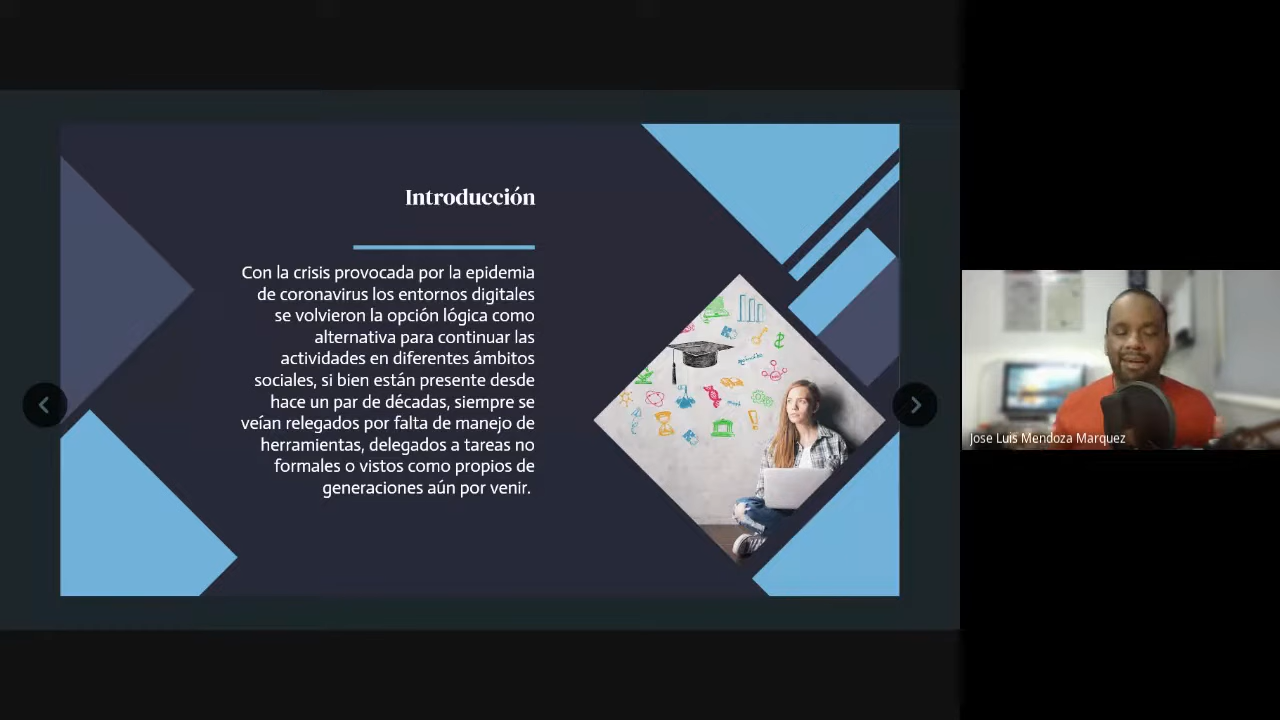 Introducción
Con la crisis provocada por la epidemia
de coronavirus los entornos digitales
se volvieron la opción lógica como
alternativa para continuar las
actividades en diferentes ámbitos
sociales, si bien están presente desde
hace un par de décadas, siempre se
veían relegados por falta de manejo de
herramientas, delegados a tareas no
formales o vistos como propios de
generaciones aún por venir.
Jose Luis Mendoza Marquez